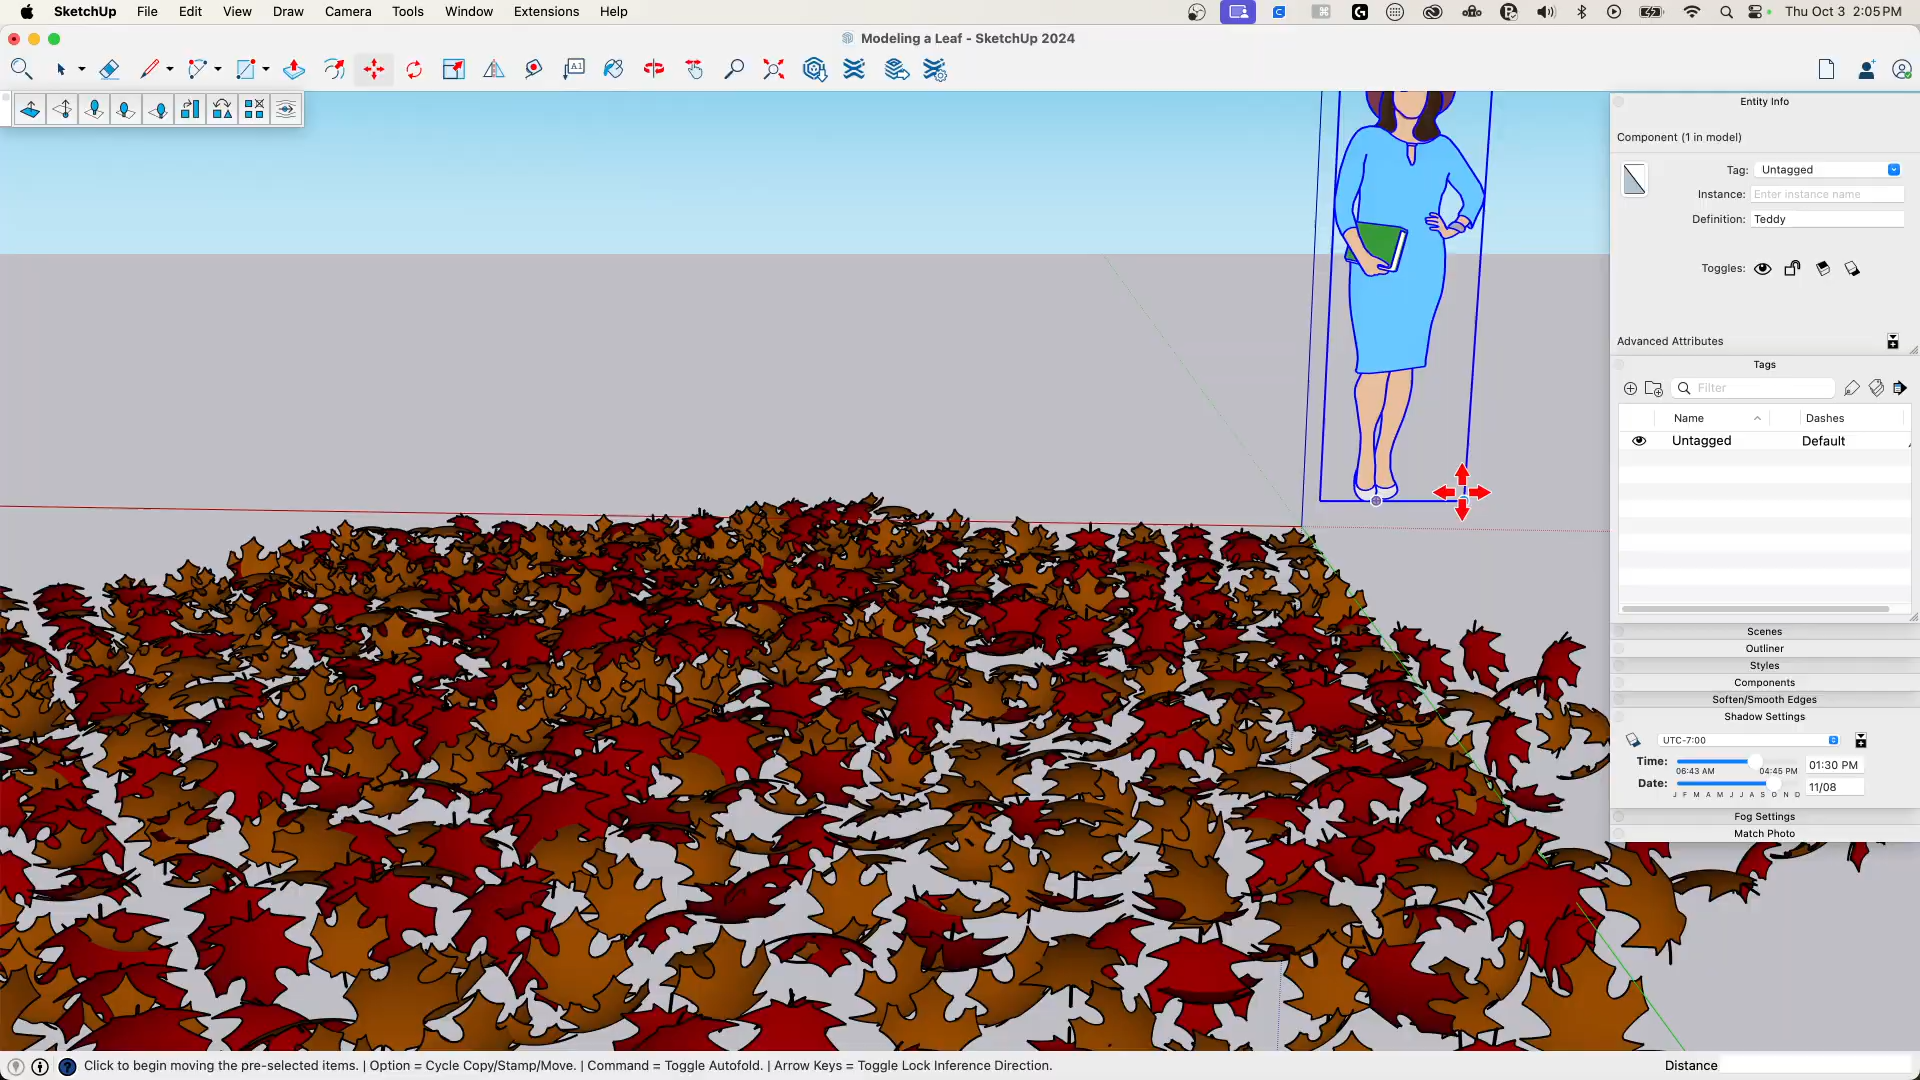 SketchUp File Edit View Draw Camera Tools Window Extensions Help Thu Oct 3 2:05 PM
Modeling a Leaf - SketchUp 2024
A1
Entity Info
Component (1 in model)
Tag: Untagged
Instance: Enter instance name
Definition: Teddy
Toggles:
Advanced Attributes
Tags
Filter
Name Dashes
Untagged Default
Scenes
Outliner
Styles
Components
Soften/Smooth Edges
Shadow Settings
UTC-7:00
Time: 06:43 AM 04:45 PM 01:30 PM
Date: J F M A M J J A S O N D 11/08
Fog Settings
Match Photo
Click to begin moving the pre-selected items. | Option = Cycle Copy/Stamp/Move. | Command = Toggle Autofold. | Arrow Keys = Toggle Lock Inference Direction. Distance